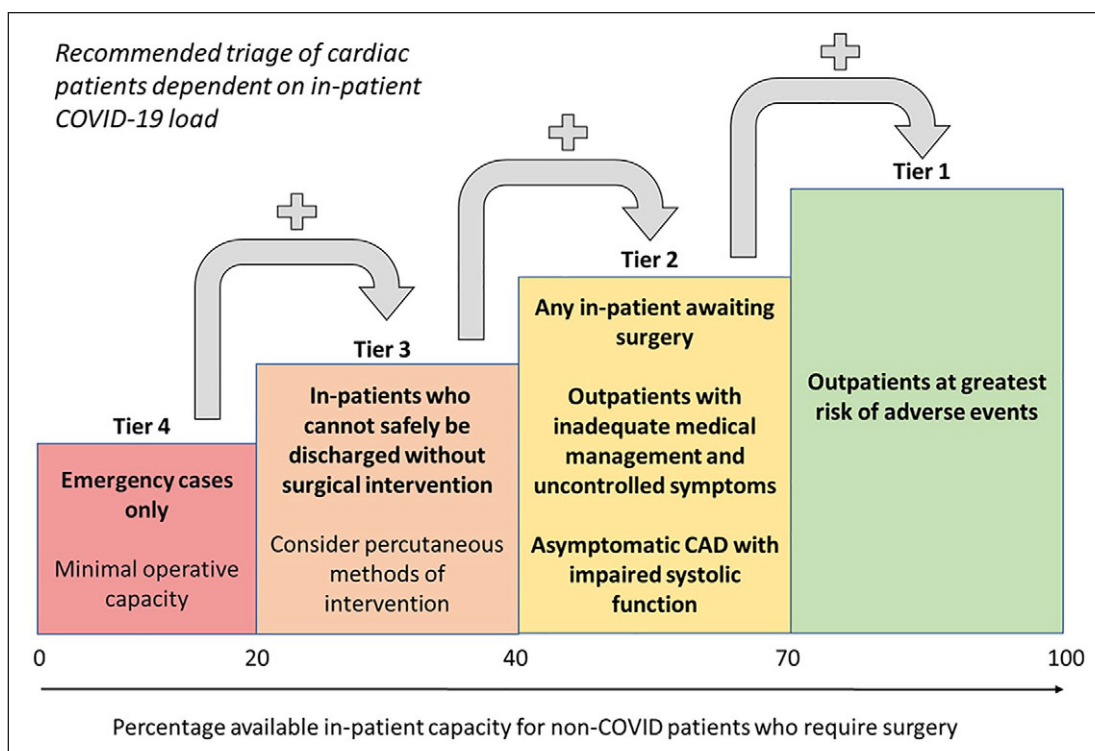 Recommended triage of cardiac
patients dependent on in-patient
COVID-19 load
Tier 4
Emergency cases
only
Minimal operative
capacity
Tier 3
In-patients who
cannot safely be
discharged without
surgical intervention
Consider percutaneous
methods of
intervention
Tier 2
Any in-patient awaiting
surgery
Outpatients with
inadequate medical
management and
uncontrolled symptoms
Asymptomatic CAD with
impaired systolic
function
Tier 1
Outpatients at greatest
risk of adverse events
0 20 40 70 100
Percentage available in-patient capacity for non-COVID patients who require surgery